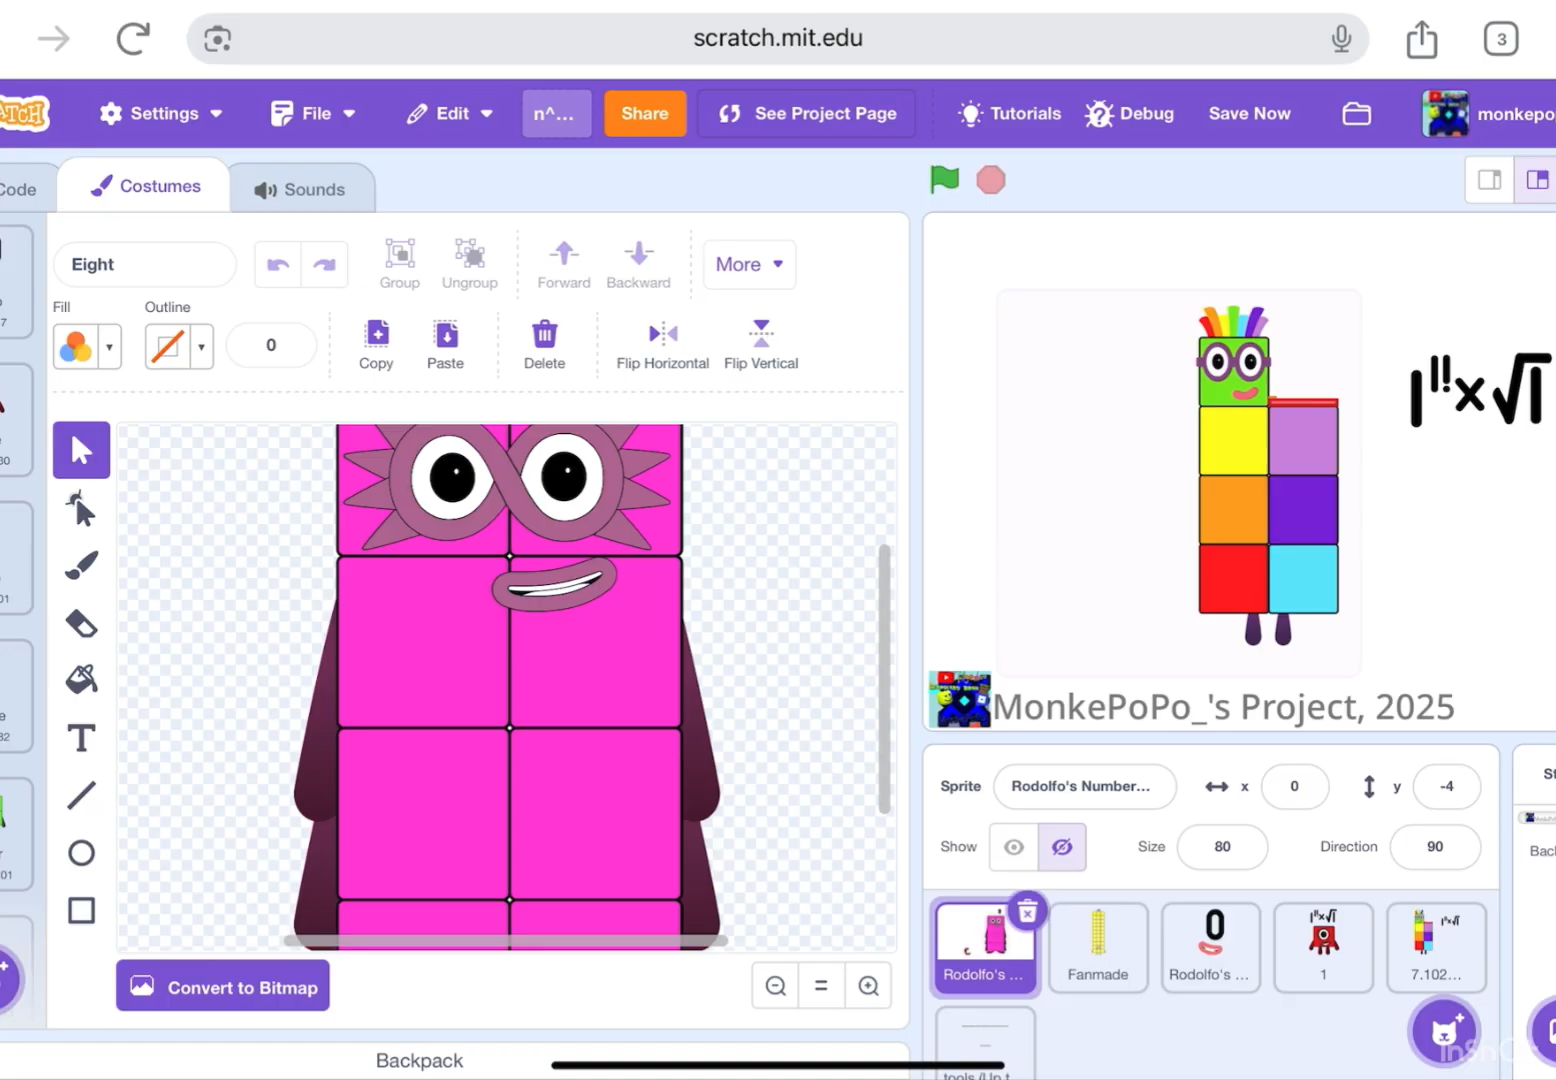 scratch.mit.edu
3
Settings
File
Edit
n^...
Share
See Project Page
Tutorials
Debug
Save Now
monkepo
Code
Costumes
Sounds
Eight
Group
Ungroup
Forward
Backward
More
Fill
Outline
0
Copy
Paste
Delete
Flip Horizontal
Flip Vertical
1!!×√1
MonkePoPo_'s Project, 2025
T
Sprite
Rodolfo's Number...
x
0
y
-4
Show
Size
80
Direction
90
Rodolfo's ...
Fanmade
Rodolfo's ...
1
7.102...
Convert to Bitmap
Backpack